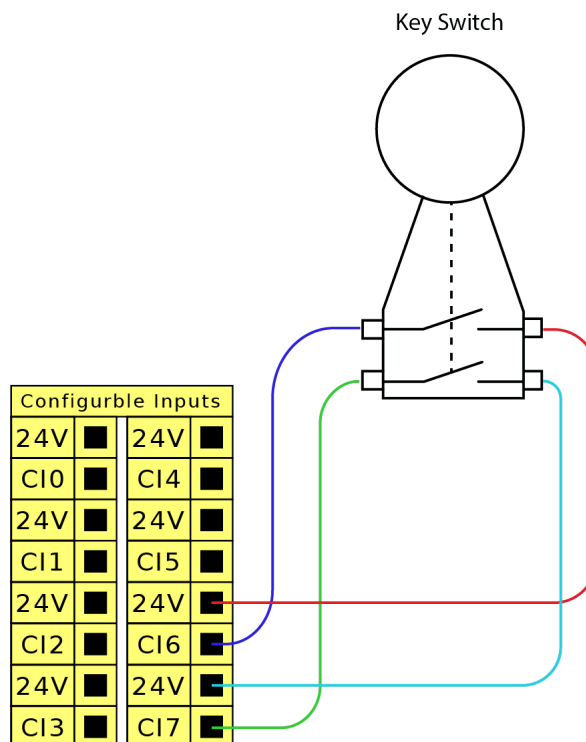 Key Switch
Configurble Inputs
24V 24V
CI0 CI4
24V 24V
CI1 CI5
24V 24V
CI2 CI6
24V 24V
CI3 CI7